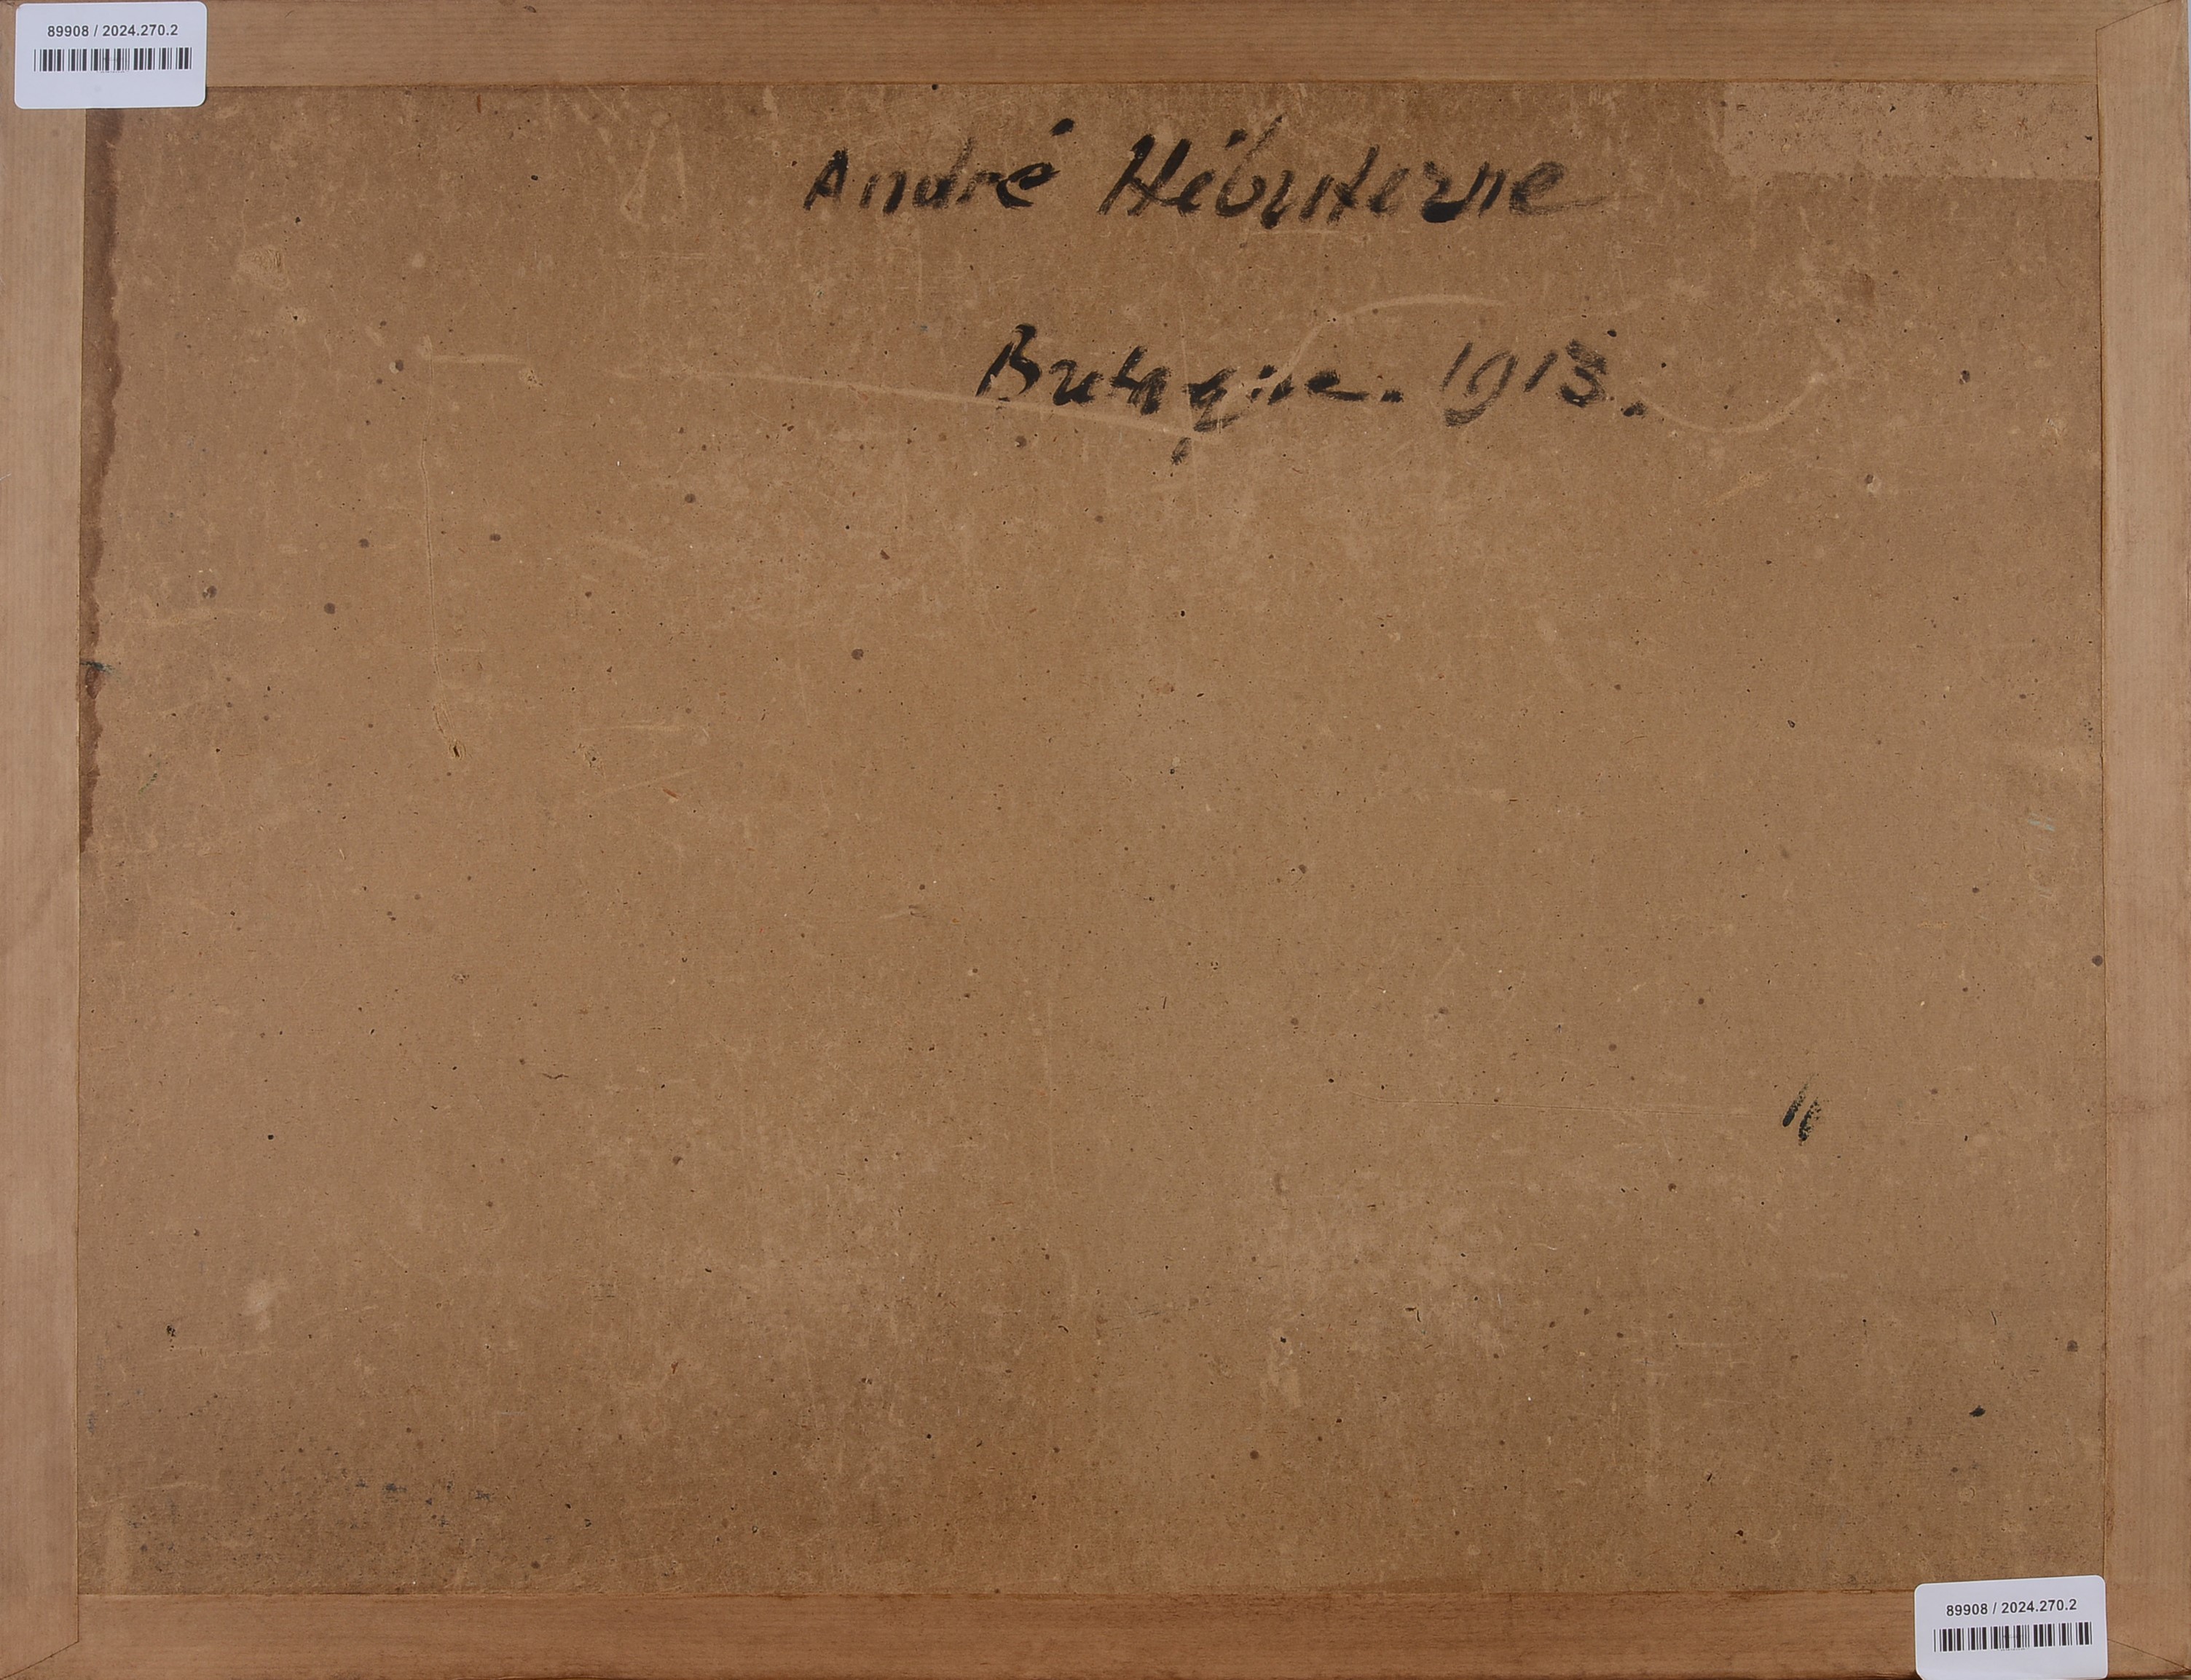 89908 / 2024.270.2
André Hébuterne
Bretagne. 1913.
89908 / 2024.270.2